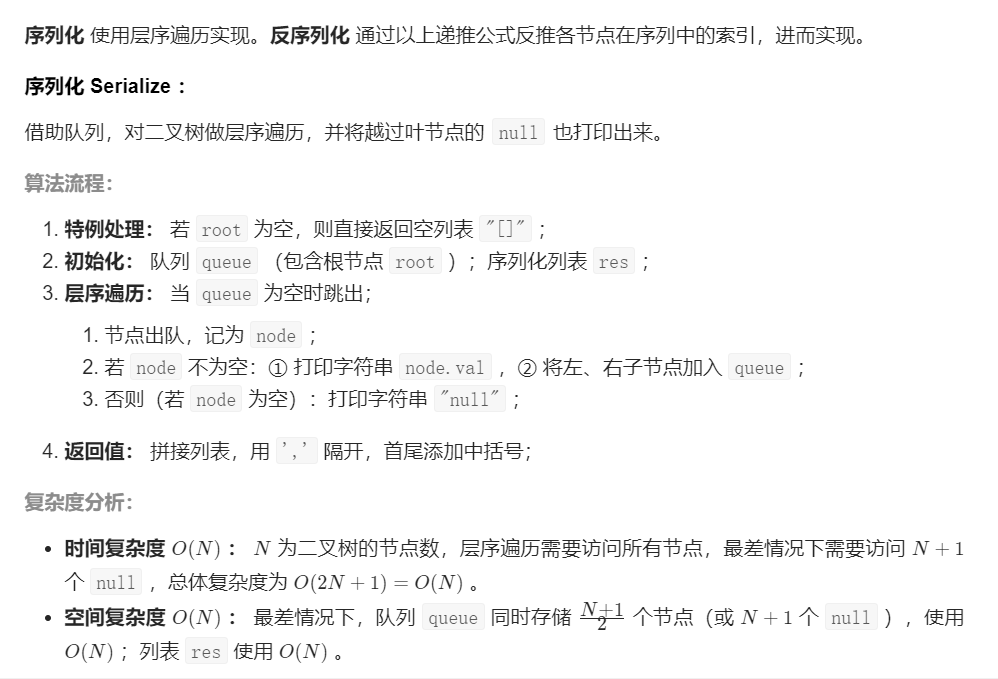 序列化 使用层序遍历实现。反序列化 通过以上递推公式反推各节点在序列中的索引，进而实现。
序列化 Serialize ：
借助队列，对二叉树做层序遍历，并将越过叶节点的 null 也打印出来。
算法流程：
1. 特例处理： 若 root 为空，则直接返回空列表 "[]" ；
2. 初始化： 队列 queue （包含根节点 root ）；序列化列表 res ；
3. 层序遍历： 当 queue 为空时跳出；
1. 节点出队，记为 node ；
2. 若 node 不为空：① 打印字符串 node.val ，② 将左、右子节点加入 queue ；
3. 否则（若 node 为空）：打印字符串 "null" ；
4. 返回值： 拼接列表，用 ',' 隔开，首尾添加中括号；
复杂度分析：
• 时间复杂度 O(N) ： N 为二叉树的节点数，层序遍历需要访问所有节点，最差情况下需要访问 N + 1
个 null ，总体复杂度为 O(2N + 1) = O(N) 。
• 空间复杂度 O(N) ： 最差情况下，队列 queue 同时存储 \frac{N+1}{2} 个节点（或 N + 1 个 null ），使用
O(N) ；列表 res 使用 O(N) 。